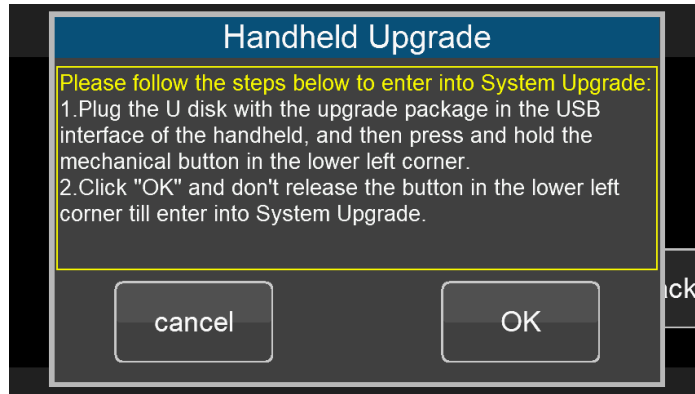 Handheld Upgrade
Please follow the steps below to enter into System Upgrade:
1.Plug the U disk with the upgrade package in the USB
interface of the handheld, and then press and hold the
mechanical button in the lower left corner.
2.Click "OK" and don't release the button in the lower left
corner till enter into System Upgrade.
cancel
OK